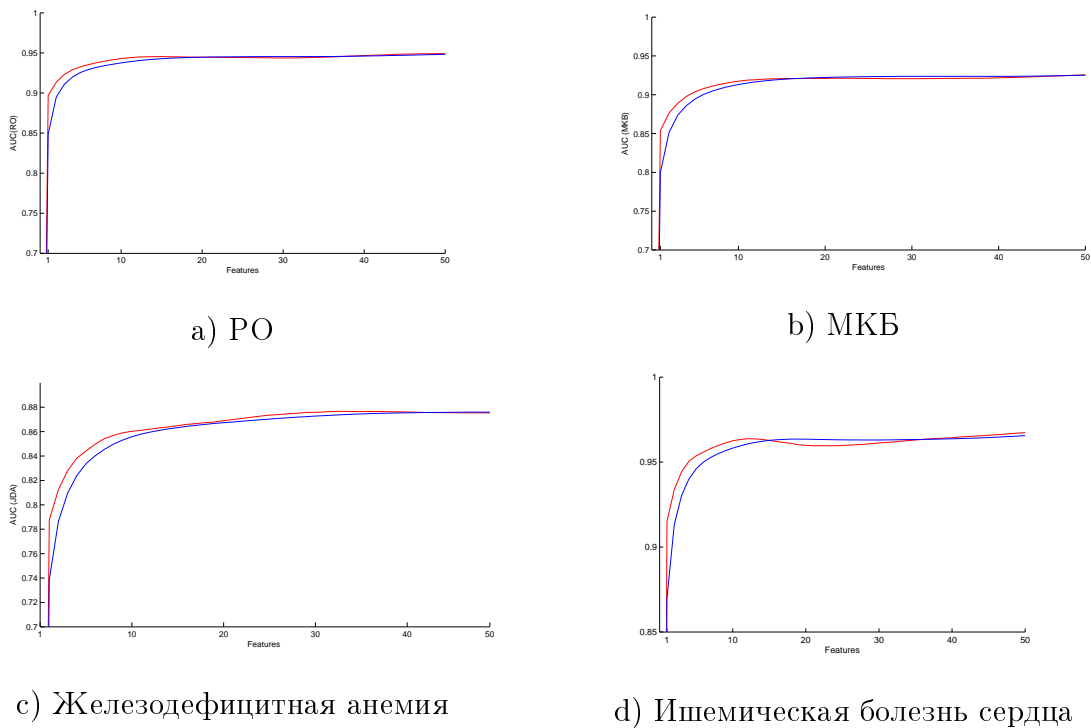 1
0.95
0.9
0.85
0.8
0.75
0.7
AUC(RO)
1 10 20 30 40 50
Features
a) РО
1
0.95
0.9
0.85
0.8
0.75
0.7
AUC (MKB)
1 10 20 30 40 50
Features
b) МКБ
0.88
0.86
0.84
0.82
0.8
0.78
0.76
0.74
0.72
0.7
AUC (JDA)
1 10 20 30 40 50
Features
c) Железодефицитная анемия
1
0.95
0.9
0.85
1 10 20 30 40 50
Features
d) Ишемическая болезнь сердца